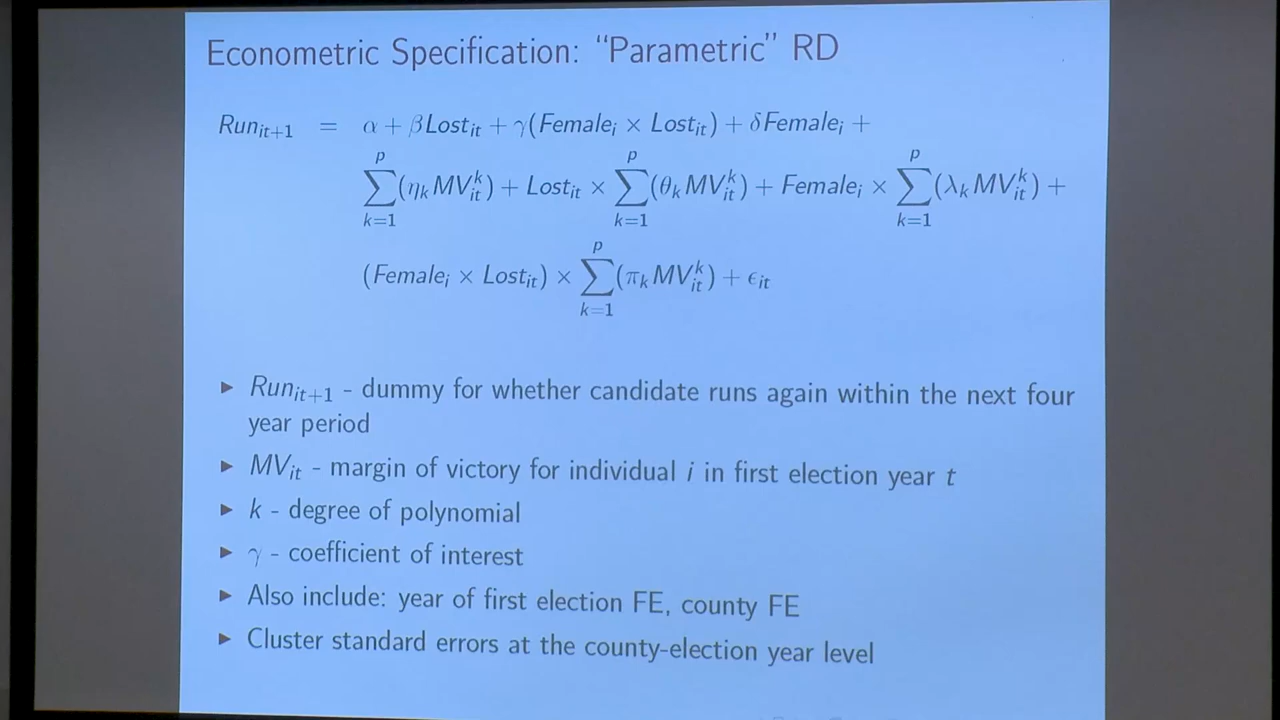 Econometric Specification: “Parametric” RD
Run_{it+1} = α + βLost_{it} + γ(Female_i × Lost_{it}) + δFemale_i +
∑_{k=1}^{p}(η_k MV_{it}^k) + Lost_{it} × ∑_{k=1}^{p}(θ_k MV_{it}^k) + Female_i × ∑_{k=1}^{p}(λ_k MV_{it}^k) +
(Female_i × Lost_{it}) × ∑_{k=1}^{p}(π_k MV_{it}^k) + ϵ_{it}
▶ Run_{it+1} - dummy for whether candidate runs again within the next four
year period
▶ MV_{it} - margin of victory for individual i in first election year t
▶ k - degree of polynomial
▶ γ - coefficient of interest
▶ Also include: year of first election FE, county FE
▶ Cluster standard errors at the county-election year level